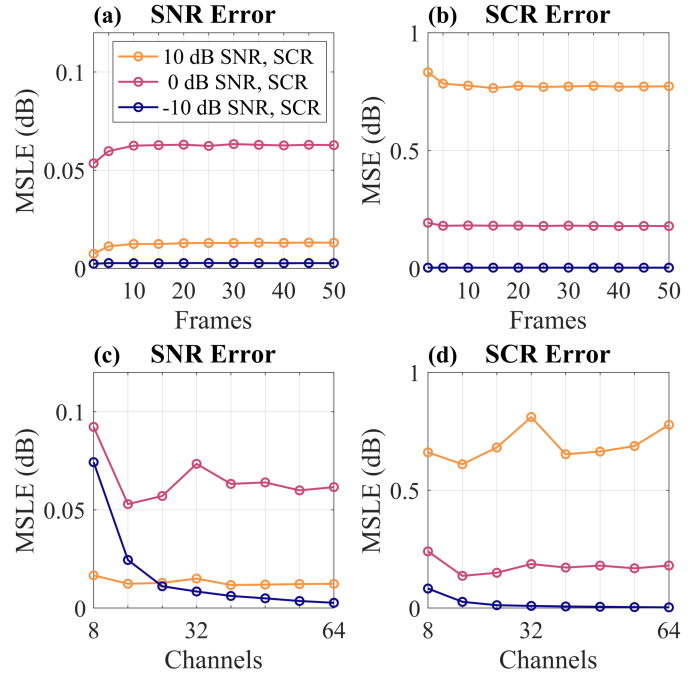 (a) SNR Error
MSLE (dB)
0.1
0.05
0
10 dB SNR, SCR
0 dB SNR, SCR
-10 dB SNR, SCR
10 20 30 40 50
Frames
(b) SCR Error
MSE (dB)
1
0.5
0
10 20 30 40 50
Frames
(c) SNR Error
MSLE (dB)
0.1
0.05
0
8 32 64
Channels
(d) SCR Error
MSLE (dB)
1
0.5
0
8 32 64
Channels